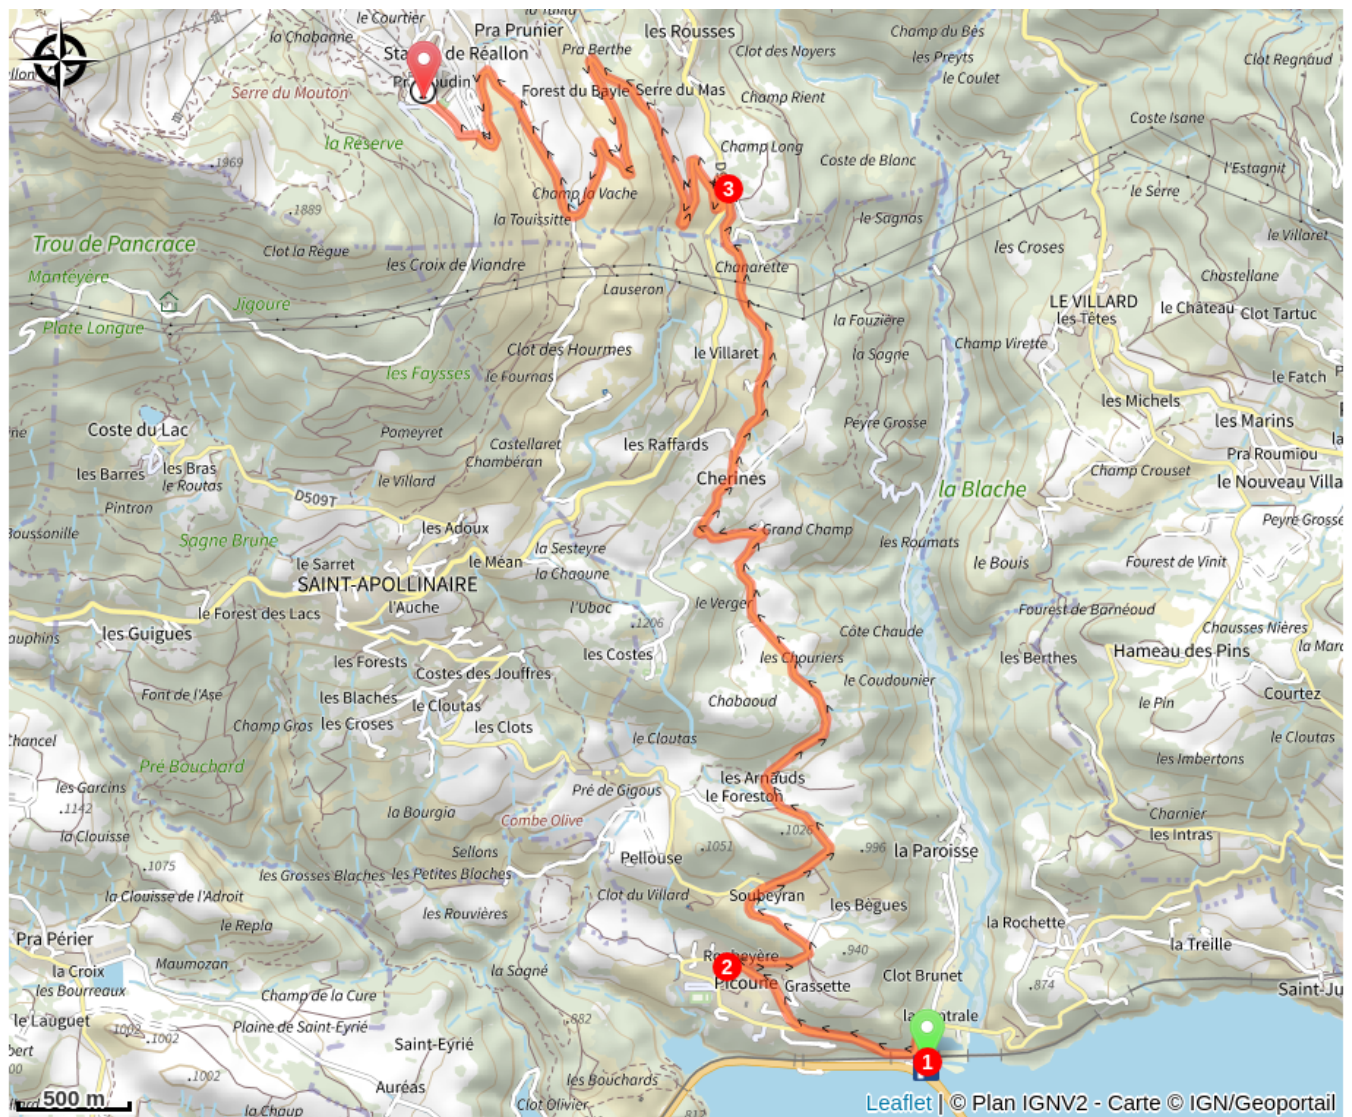 le Courtier
la Chabanne
Pra Prunier
les Rousses
Champ du Bès
Clot des Noyers
les Preyts
Clot Regnaud
Pra Berthe
de Réallon
le Coulet
Serre du Mouton
Forest du Bayle
Serre du Mas
Champ Rient
Coste Isane
la Réserve
Champ Long
Coste de Blanc
l'Estagnit
.1969
3
le Serre
Champ la Vache
.1889
la Touissitte
le Sagnas
le Villaret
Trou de Pancrace
Clot la Règue
les Croix de Viandre
les Croses
Chanarette
Manteyère
Chastellane
Lauseron
Jigoure
LE VILLARD
les Têtes
le Château
Clot Tartuc
Plate Longue
la Fouzière
Clot des Hourmes
le Villaret
la Sagne
Champ Virette
les Faysses
le Fournas
le Fatch
les Michels
Coste du Lac
Pomeyret
Castellaret
les Raffards
Peyre Grosse
les Marins
Chambéran
Pra Roumiou
les Barres
les Bras
le Routas
le Villard
Cherines
Champ Crouset
le Nouveau Villa
la Blache
D509T
Pintron
Grand Champ
Peyre Grosse
Boussonille
Sagne Brune
les Adoux
la Sesteyre
les Roumats
le Sarret
le Méan
la Chaoune
le Bouis
Fourest de Vinit
SAINT-APOLLINAIRE
l'Auche
l'Ubac
le Verger
Fourest de Barnéoud
le Forest des Lacs
.1206
Chausses Nières
les Guigues
Côte Chaude
les Forests
les Costes
les Chouriers
les Berthes
Hameau des Pins
Costes des Jouffres
le Coudounier
Font de l'Ase
les Blaches
le Cloutas
Chabaoud
le Pin
Courtez
Champ Gras
les Croses
les Clots
le Cloutas
le Cloutas
Pré Bouchard
les Imbertons
les Garcins
les Arnauds
le Foreston
Pré de Gigous
.1142
la Bourgia
Combe Olive
Charnier
la Clouisse
.1026
les Intras
.1051
.996
la Paroisse
Sellons
Pellouse
.1075
les Grosses Blaches
les Petites Blaches
la Clouisse de l'Adroit
Clot du Villard
Soubeyran
les Bègues
le Repla
les Rouvières
la Rochette
Pra Périer
.940
la Treille
Maumozan
la Sagne
2
la Croix
Clot Brunet
les Bourreaux
Champ de la Cure
Picourie
Grassette
.874
le Lauguet
Plaine de Saint-Eyrié
.882
.1002
.1002
Saint-Eyrié
1
.1002
Auréas
les Bouchards
500 m
la Chaup
Clot Olivier
Leaflet | © Plan IGNV2 - Carte © IGN/Geoportail